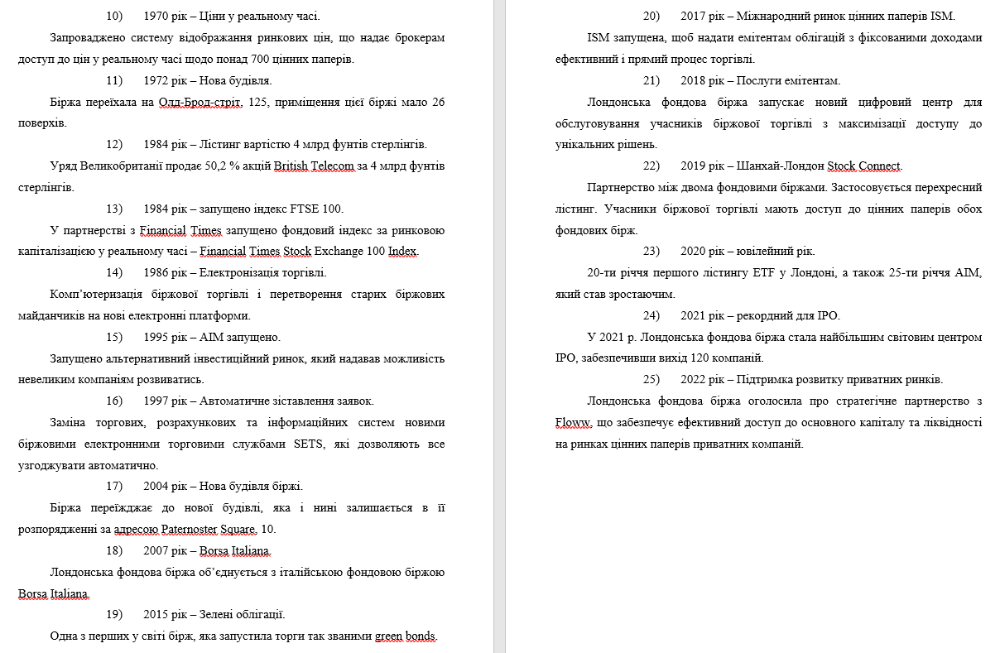 10) 1970 рік – Ціни у реальному часі.
Запроваджено систему відображання ринкових цін, що надає брокерам
доступ до цін у реальному часі щодо понад 700 цінних паперів.
11) 1972 рік – Нова будівля.
Біржа переїхала на Олд-Брод-стріт, 125, приміщення цієї біржі мало 26
поверхів.
12) 1984 рік – Лістинг вартістю 4 млрд фунтів стерлінгів.
Уряд Великобританії продає 50,2 % акцій British Telecom за 4 млрд фунтів
стерлінгів.
13) 1984 рік – запущено індекс FTSE 100.
У партнерстві з Financial Times запущено фондовий індекс за ринковою
капіталізацією у реальному часі – Financial Times Stock Exchange 100 Index.
14) 1986 рік – Електронізація торгівлі.
Комп’ютеризація біржової торгівлі і перетворення старих біржових
майданчиків на нові електронні платформи.
15) 1995 рік – AIM запущено.
Запущено альтернативний інвестиційний ринок, який надавав можливість
невеликим компаніям розвиватись.
16) 1997 рік – Автоматичне зіставлення заявок.
Заміна торгових, розрахункових та інформаційних систем новими
біржовими електронними торговими службами SETS, які дозволяють все
узгоджувати автоматично.
17) 2004 рік – Нова будівля біржі.
Біржа переїжджає до нової будівлі, яка і нині залишається в її
розпорядженні за адресою Paternoster Square, 10.
18) 2007 рік – Borsa Italiana.
Лондонська фондова біржа об’єднується з італійською фондовою біржою
Borsa Italiana.
19) 2015 рік – Зелені облігації.
Одна з перших у світі бірж, яка запустила торги так званими green bonds.
20) 2017 рік – Міжнародний ринок цінних паперів ISM.
ISM запущена, щоб надати емітентам облігацій з фіксованими доходами
ефективний і прямий процес торгівлі.
21) 2018 рік – Послуги емітентам.
Лондонська фондова біржа запускає новий цифровий центр для
обслуговування учасників біржової торгівлі з максимізації доступу до
унікальних рішень.
22) 2019 рік – Шанхай-Лондон Stock Connect.
Партнерство між двома фондовими біржами. Застосовується перехресний
лістинг. Учасники біржової торгівлі мають доступ до цінних паперів обох
фондових бірж.
23) 2020 рік – ювілейний рік.
20-ти річчя першого лістингу ETF у Лондоні, а також 25-ти річчя AIM,
який став зростаючим.
24) 2021 рік – рекордний для IPO.
У 2021 р. Лондонська фондова біржа стала найбільшим світовим центром
IPO, забезпечивши вихід 120 компаній.
25) 2022 рік – Підтримка розвитку приватних ринків.
Лондонська фондова біржа оголосила про стратегічне партнерство з
Floww, що забезпечує ефективний доступ до основного капіталу та ліквідності
на ринках цінних паперів приватних компаній.